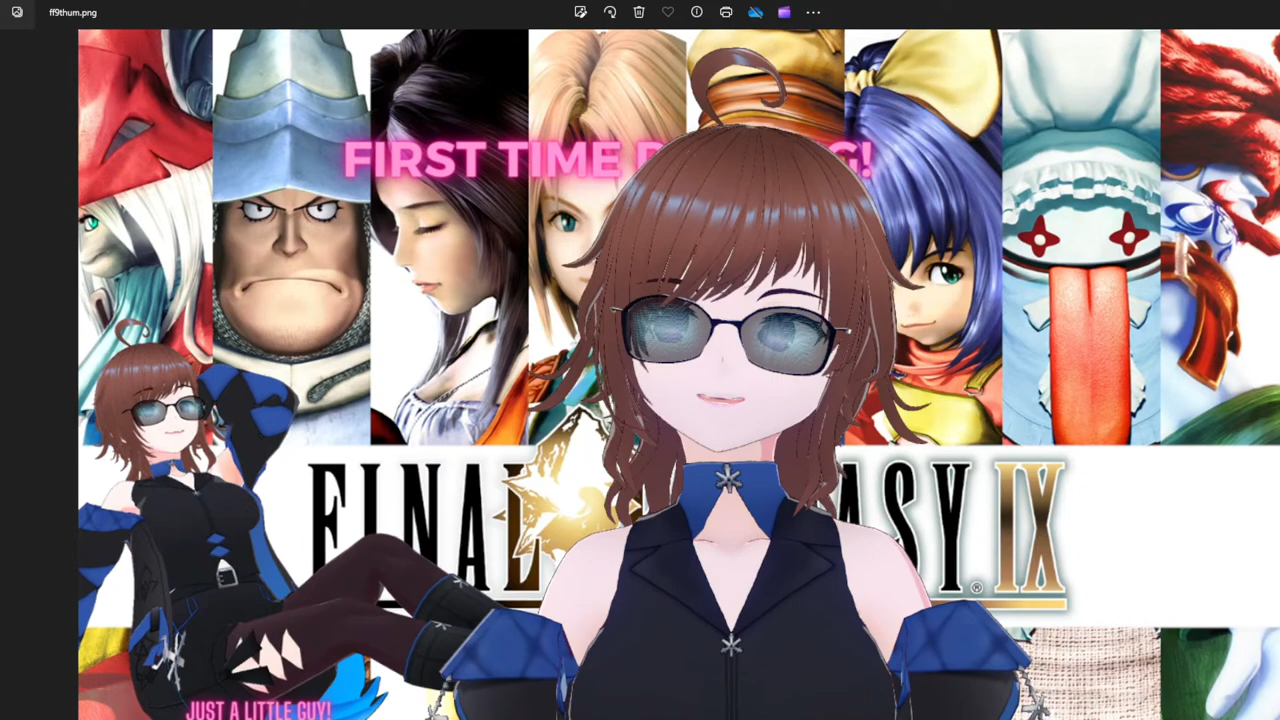 ff9thum.png
FIRST TIME G!
FINAL ASY IX
®
JUST A LITTLE GUY!